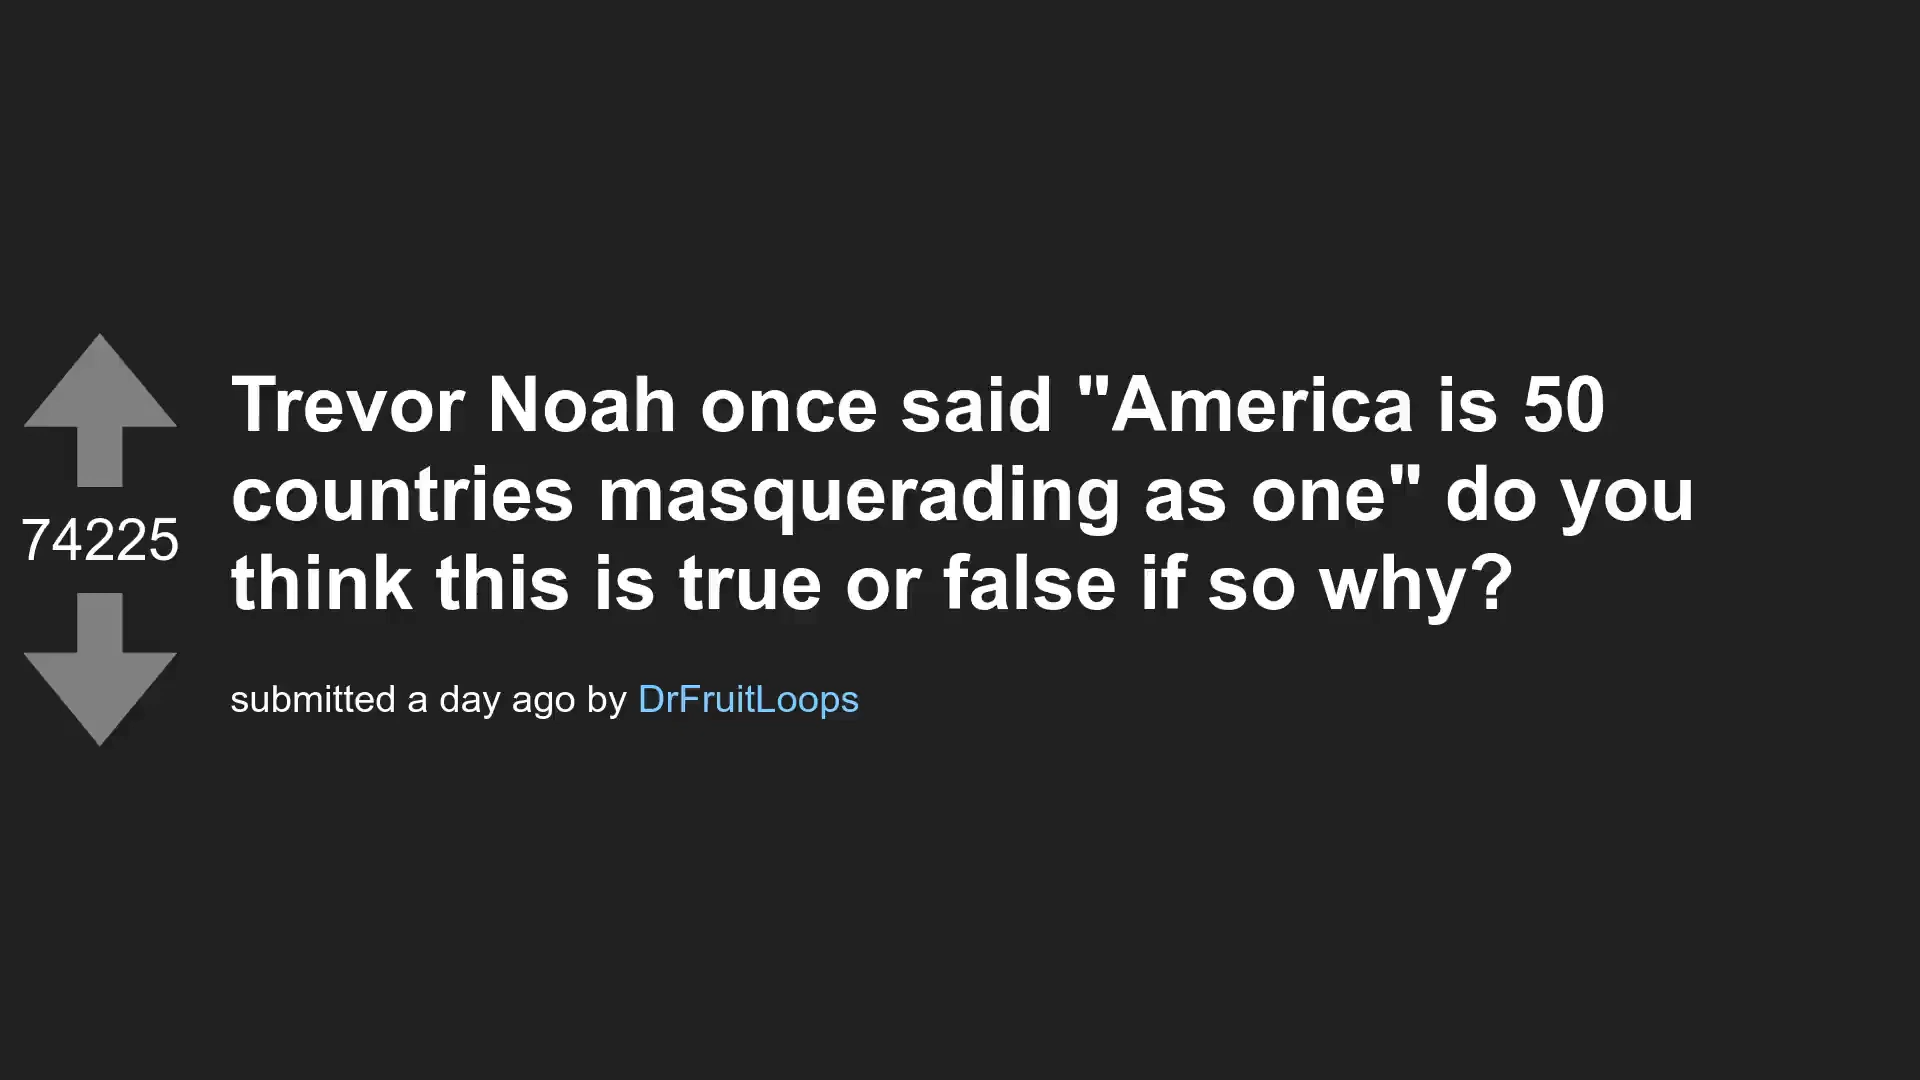 Trevor Noah once said "America is 50
countries masquerading as one" do you
think this is true or false if so why?
74225
submitted a day ago by DrFruitLoops